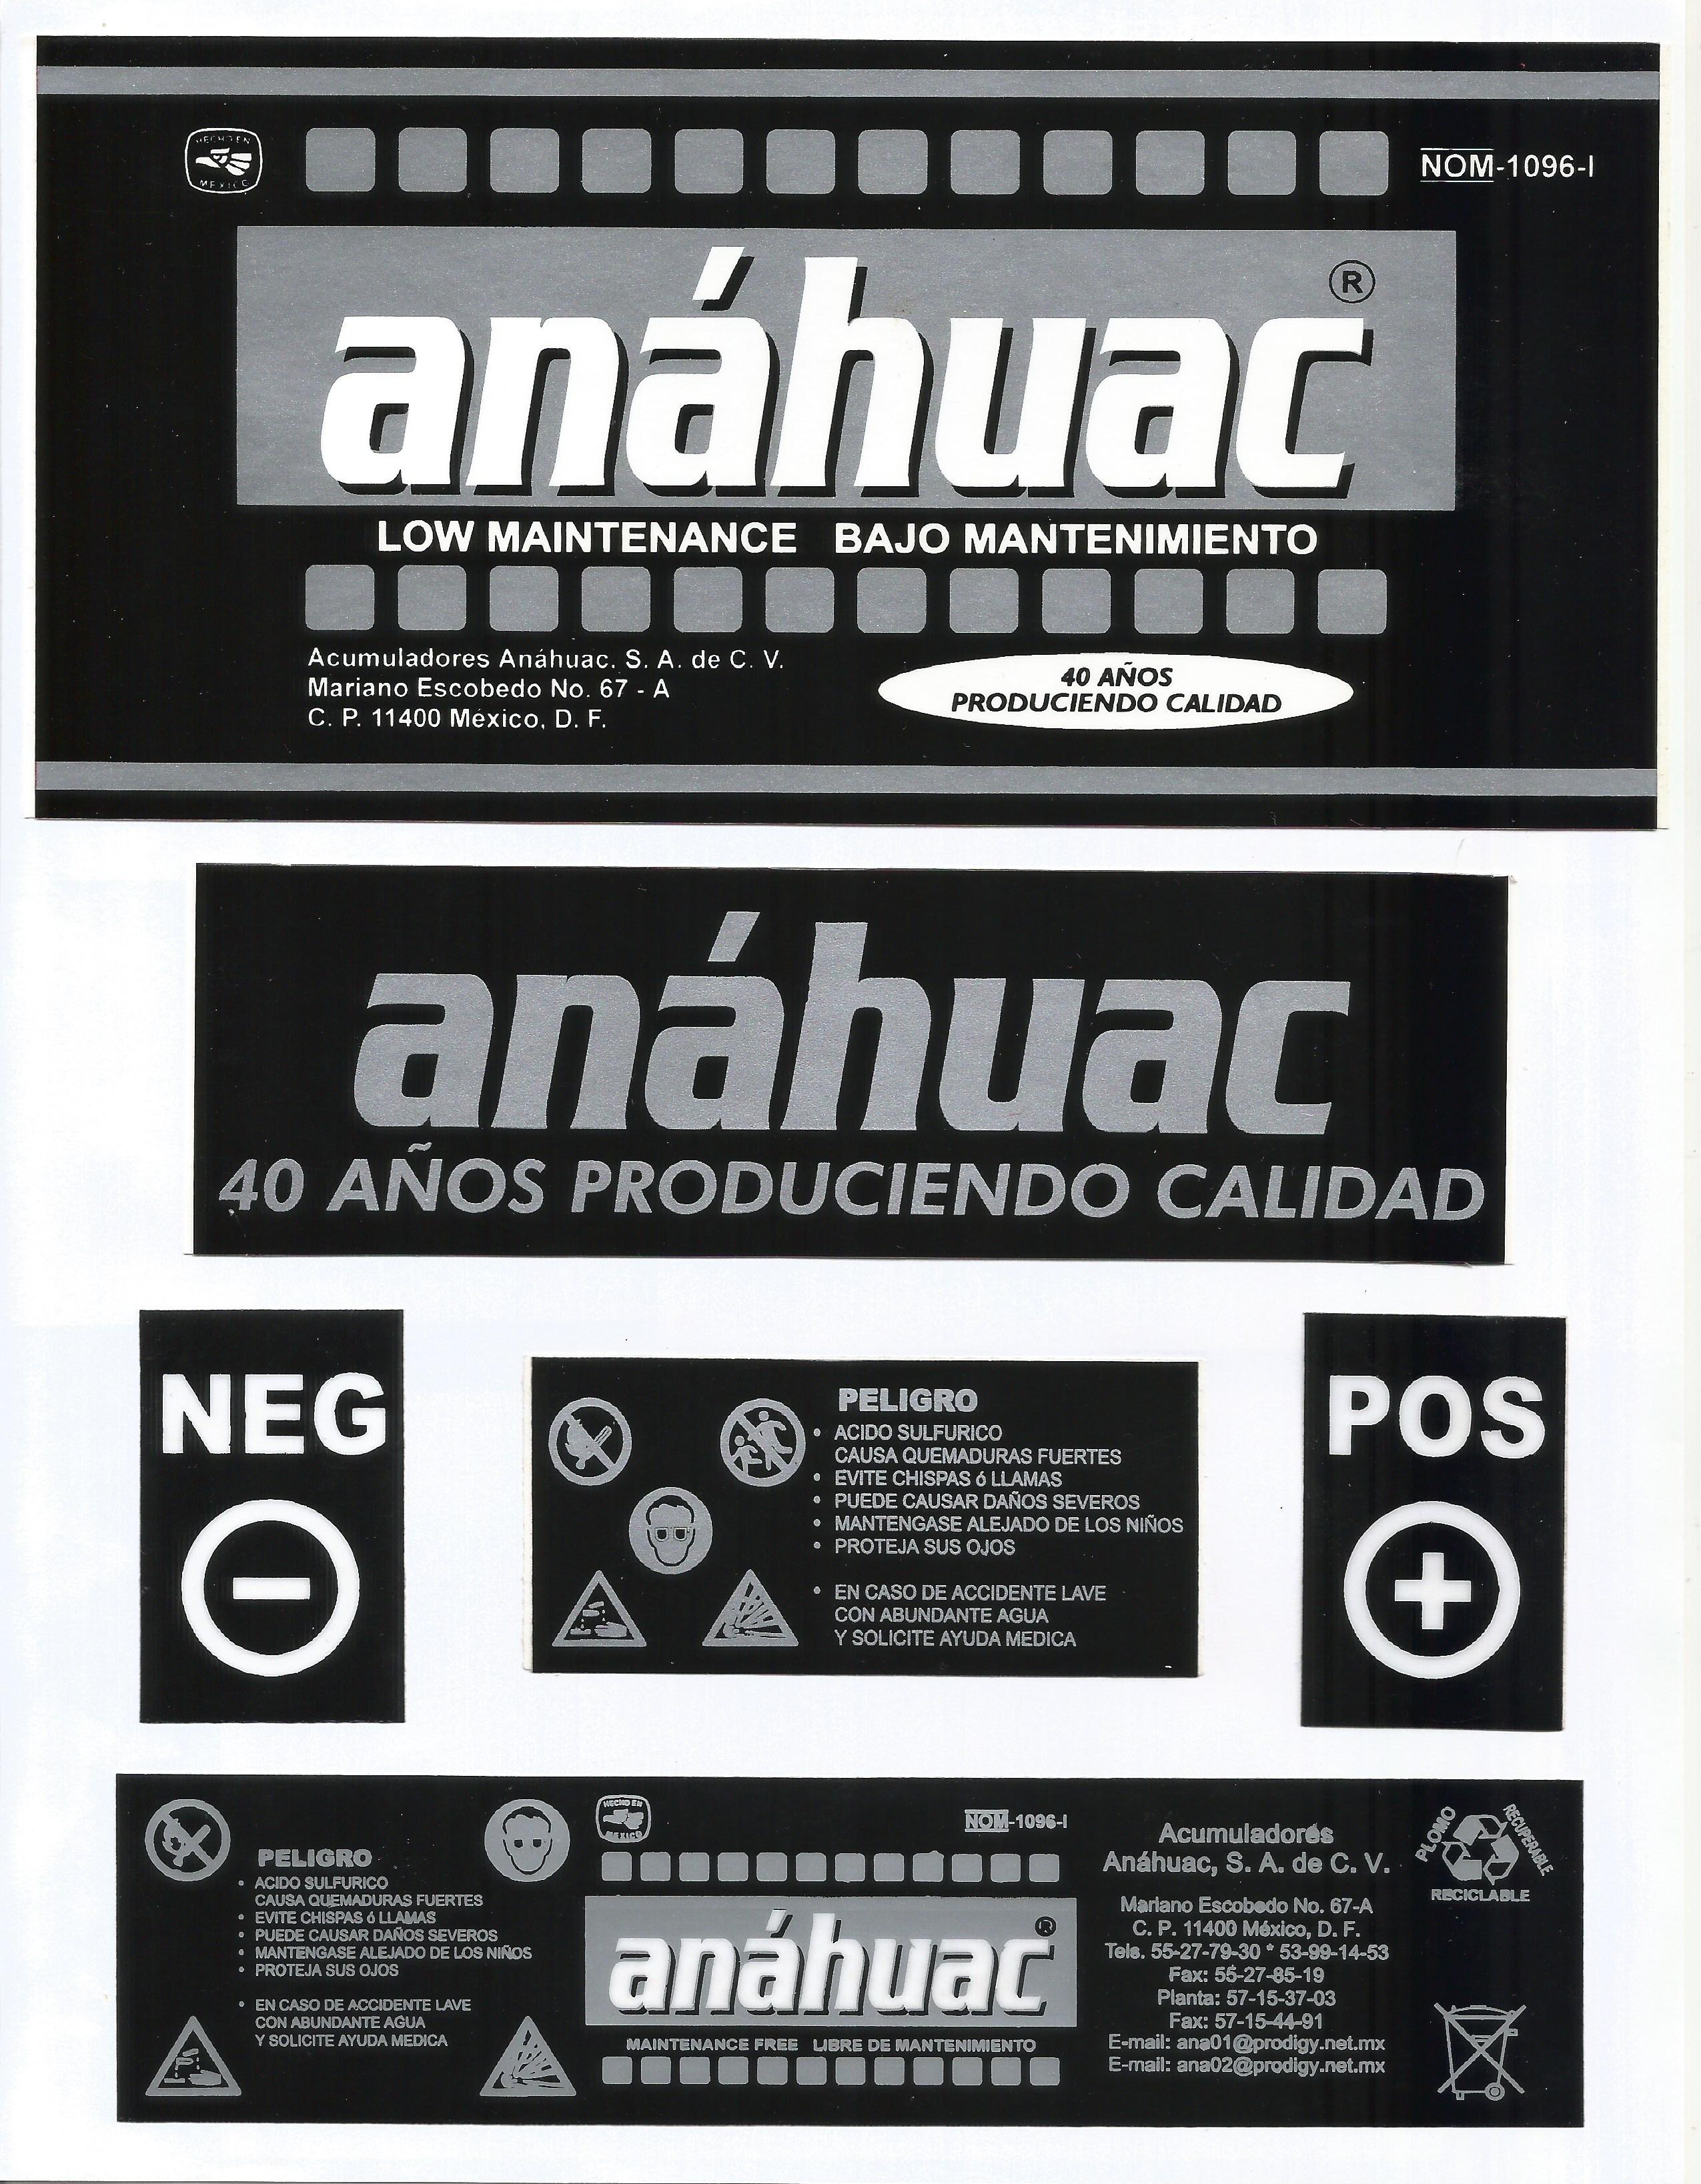 HECHO EN
MEXICO
NOM-1096-I
anáhuac ®
LOW MAINTENANCE BAJO MANTENIMIENTO
Acumuladores Anáhuac. S. A. de C. V.
Mariano Escobedo No. 67 - A
C. P. 11400 México, D. F.
40 AÑOS
PRODUCIENDO CALIDAD
anáhuac
40 AÑOS PRODUCIENDO CALIDAD
NEG
−
PELIGRO
• ACIDO SULFURICO
CAUSA QUEMADURAS FUERTES
• EVITE CHISPAS ó LLAMAS
• PUEDE CAUSAR DAÑOS SEVEROS
• MANTENGASE ALEJADO DE LOS NIÑOS
• PROTEJA SUS OJOS
• EN CASO DE ACCIDENTE LAVE
CON ABUNDANTE AGUA
Y SOLICITE AYUDA MEDICA
POS
+
PELIGRO
• ACIDO SULFURICO
CAUSA QUEMADURAS FUERTES
• EVITE CHISPAS ó LLAMAS
• PUEDE CAUSAR DAÑOS SEVEROS
• MANTENGASE ALEJADO DE LOS NIÑOS
• PROTEJA SUS OJOS
• EN CASO DE ACCIDENTE LAVE
CON ABUNDANTE AGUA
Y SOLICITE AYUDA MEDICA
HECHO EN
MEXICO
NOM-1096-I
anáhuac ®
MAINTENANCE FREE LIBRE DE MANTENIMIENTO
Acumuladores
Anáhuac, S. A. de C. V.
Mariano Escobedo No. 67-A
C. P. 11400 México, D. F.
Tels. 55-27-79-30 * 53-99-14-53
Fax: 55-27-85-19
Planta: 57-15-37-03
Fax: 57-15-44-91
E-mail: ana01@prodigy.net.mx
E-mail: ana02@prodigy.net.mx
PLOMO
RECUPERABLE
RECICLABLE